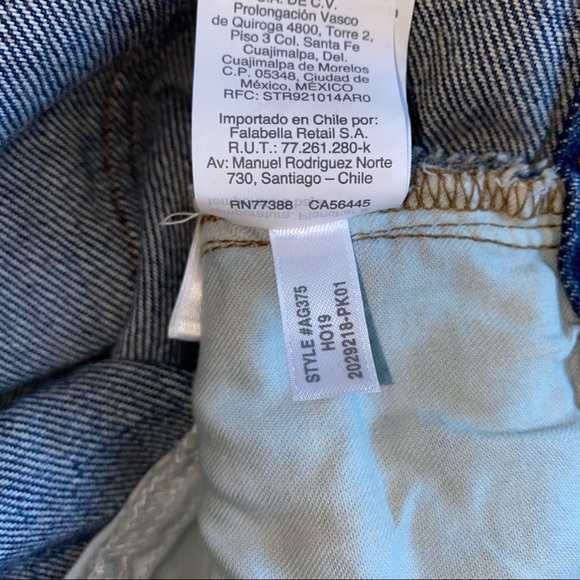 S.A. DE C.V.
Prolongación Vasco
de Quiroga 4800, Torre 2,
Piso 3 Col. Santa Fe
Cuajimalpa, Del.
Cuajimalpa de Morelos
C.P. 05348, Ciudad de
México, MÉXICO.
RFC: STR921014AR0
Importado en Chile por:
Falabella Retail S.A.
R.U.T.: 77.261.280-k
Av: Manuel Rodriguez Norte
730, Santiago – Chile
RN77388 CA56445
STYLE #AG375
HO19
2029218-PK01